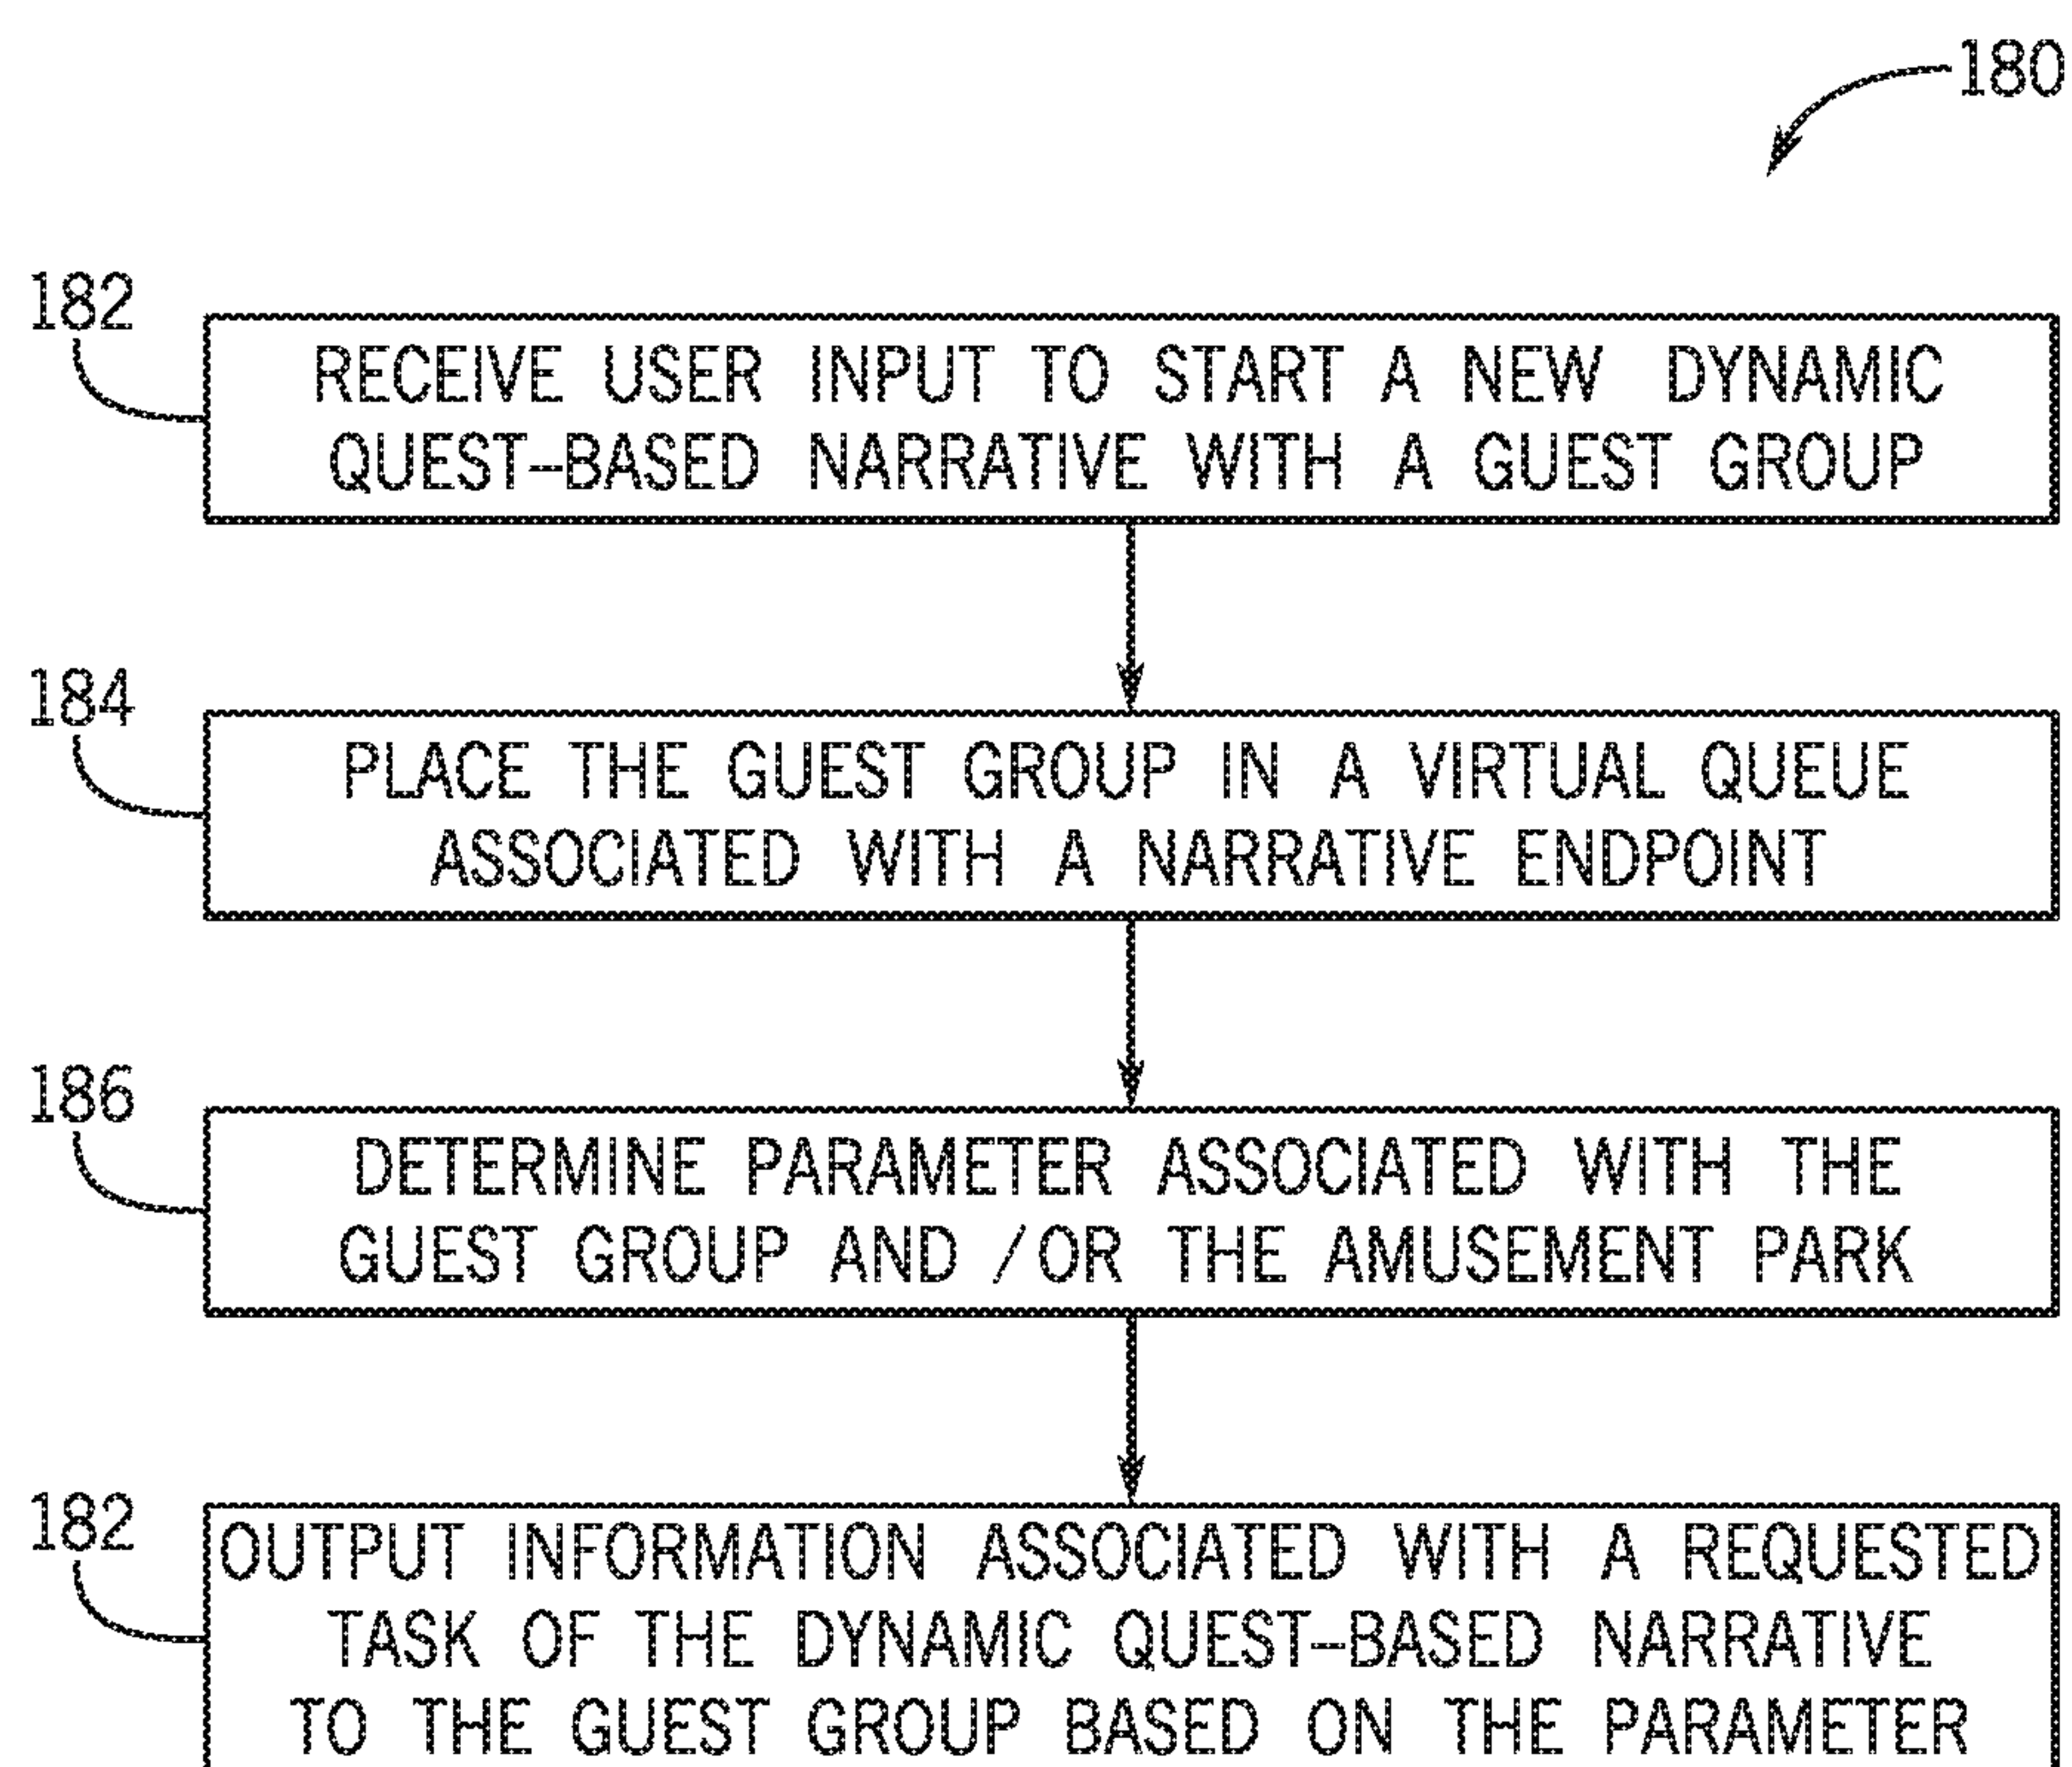 180
182
RECEIVE USER INPUT TO START A NEW DYNAMIC
QUEST-BASED NARRATIVE WITH A GUEST GROUP
184
PLACE THE GUEST GROUP IN A VIRTUAL QUEUE
ASSOCIATED WITH A NARRATIVE ENDPOINT
186
DETERMINE PARAMETER ASSOCIATED WITH THE
GUEST GROUP AND /OR THE AMUSEMENT PARK
182
OUTPUT INFORMATION ASSOCIATED WITH A REQUESTED
TASK OF THE DYNAMIC QUEST-BASED NARRATIVE
TO THE GUEST GROUP BASED ON THE PARAMETER